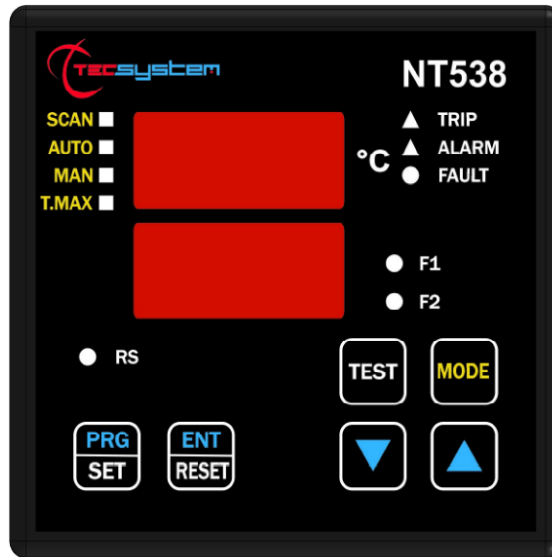 TECSYSTEM
NT538
SCAN
AUTO
MAN
T.MAX
°C
TRIP
ALARM
FAULT
F1
F2
RS
TEST
MODE
PRG
SET
ENT
RESET